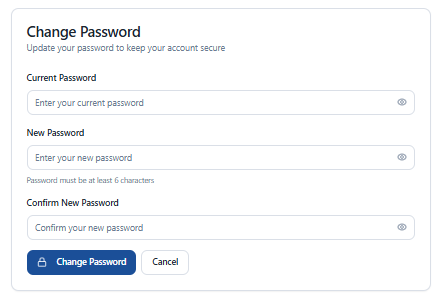 Change Password
Update your password to keep your account secure
Current Password
Enter your current password
New Password
Enter your new password
Password must be at least 6 characters
Confirm New Password
Confirm your new password
Change Password
Cancel